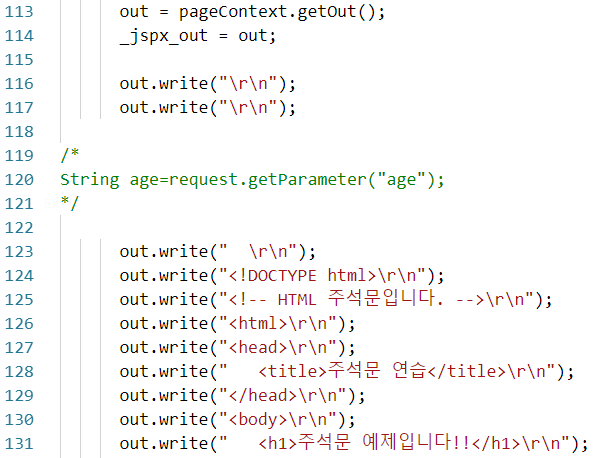 113 out = pageContext.getOut();
114 _jspx_out = out;
115
116 out.write("\r\n");
117 out.write("\r\n");
118
119 /*
120 String age=request.getParameter("age");
121 */
122
123 out.write("  \r\n");
124 out.write("<!DOCTYPE html>\r\n");
125 out.write("<!-- HTML 주석문입니다. -->\r\n");
126 out.write("<html>\r\n");
127 out.write("<head>\r\n");
128 out.write("   <title>주석문 연습</title>\r\n");
129 out.write("</head>\r\n");
130 out.write("<body>\r\n");
131 out.write("   <h1>주석문 예제입니다!!</h1>\r\n");